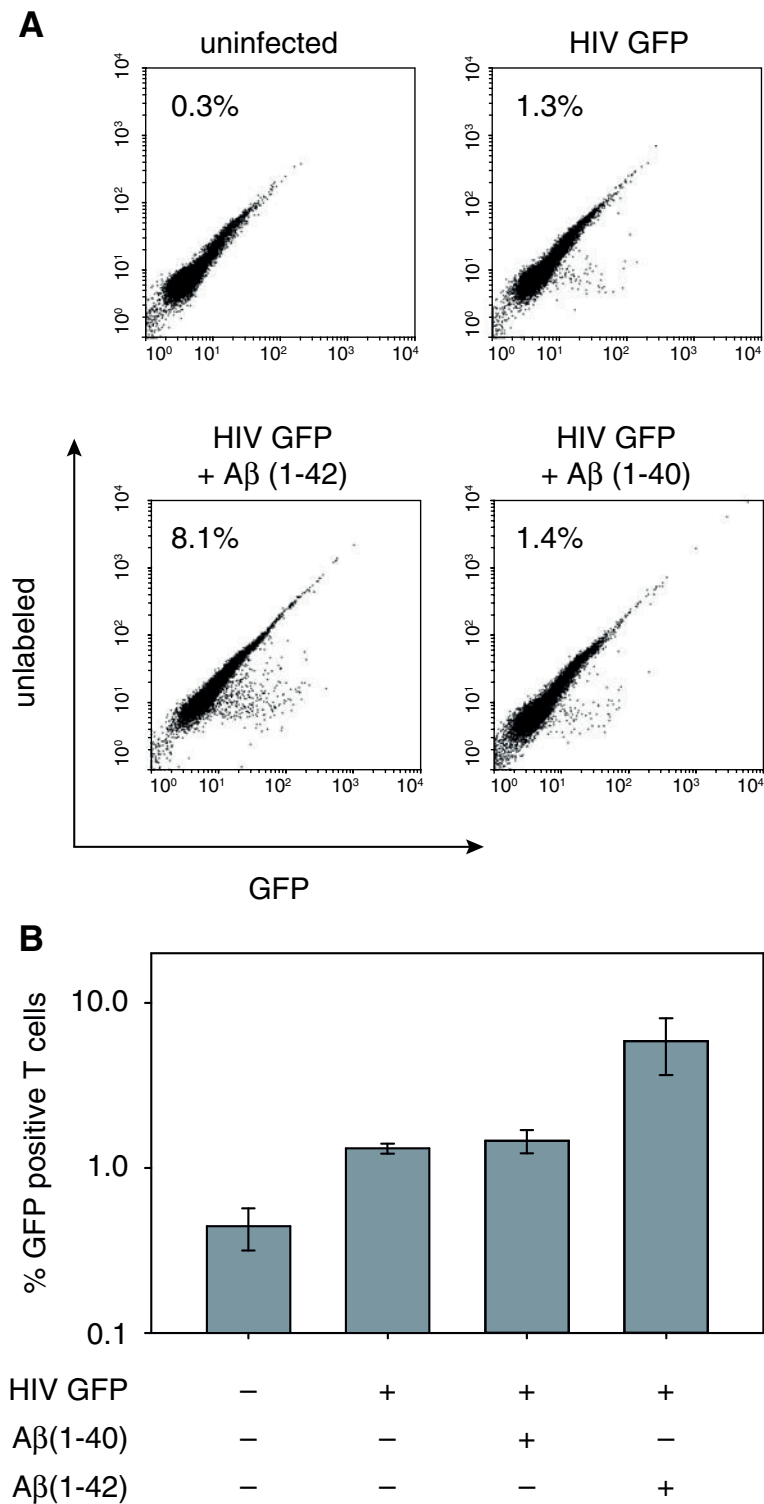 A
uninfected
HIV GFP
0.3%
1.3%
10⁴
10³
10²
10¹
10⁰
10⁰ 10¹ 10² 10³ 10⁴
10⁴
10³
10²
10¹
10⁰
10⁰ 10¹ 10² 10³ 10⁴
HIV GFP
+ Aβ (1-42)
HIV GFP
+ Aβ (1-40)
8.1%
1.4%
10⁴
10³
10²
10¹
10⁰
10⁰ 10¹ 10² 10³ 10⁴
10⁴
10³
10²
10¹
10⁰
10⁰ 10¹ 10² 10³ 10⁴
unlabeled
GFP
B
% GFP positive T cells
10.0
1.0
0.1
HIV GFP − + + +
Aβ(1-40) − − + −
Aβ(1-42) − − − +